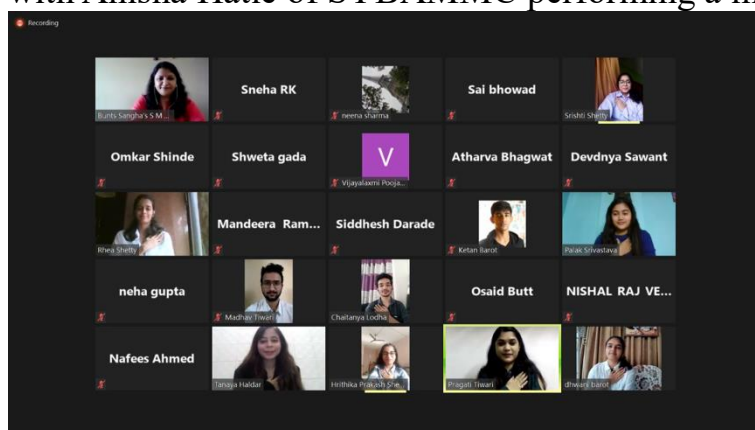 Recording
Bunts Sangha's S M...
Sneha RK
neena sharma
Sai bhowad
Srishti Shetty
Omkar Shinde
Shweta gada
V
Vijayalaxmi Pooja...
Atharva Bhagwat
Devdnya Sawant
Rhea Shetty
Mandeera Ram...
Siddhesh Darade
Ketan Barot
Palak Srivastava
neha gupta
Madhav Tiwari
Chaitanya Lodha
Osaid Butt
NISHAL RAJ VE...
Nafees Ahmed
Tanaya Haldar
Hrithika Prakash She...
Pragati Tiwari
dhwani barot